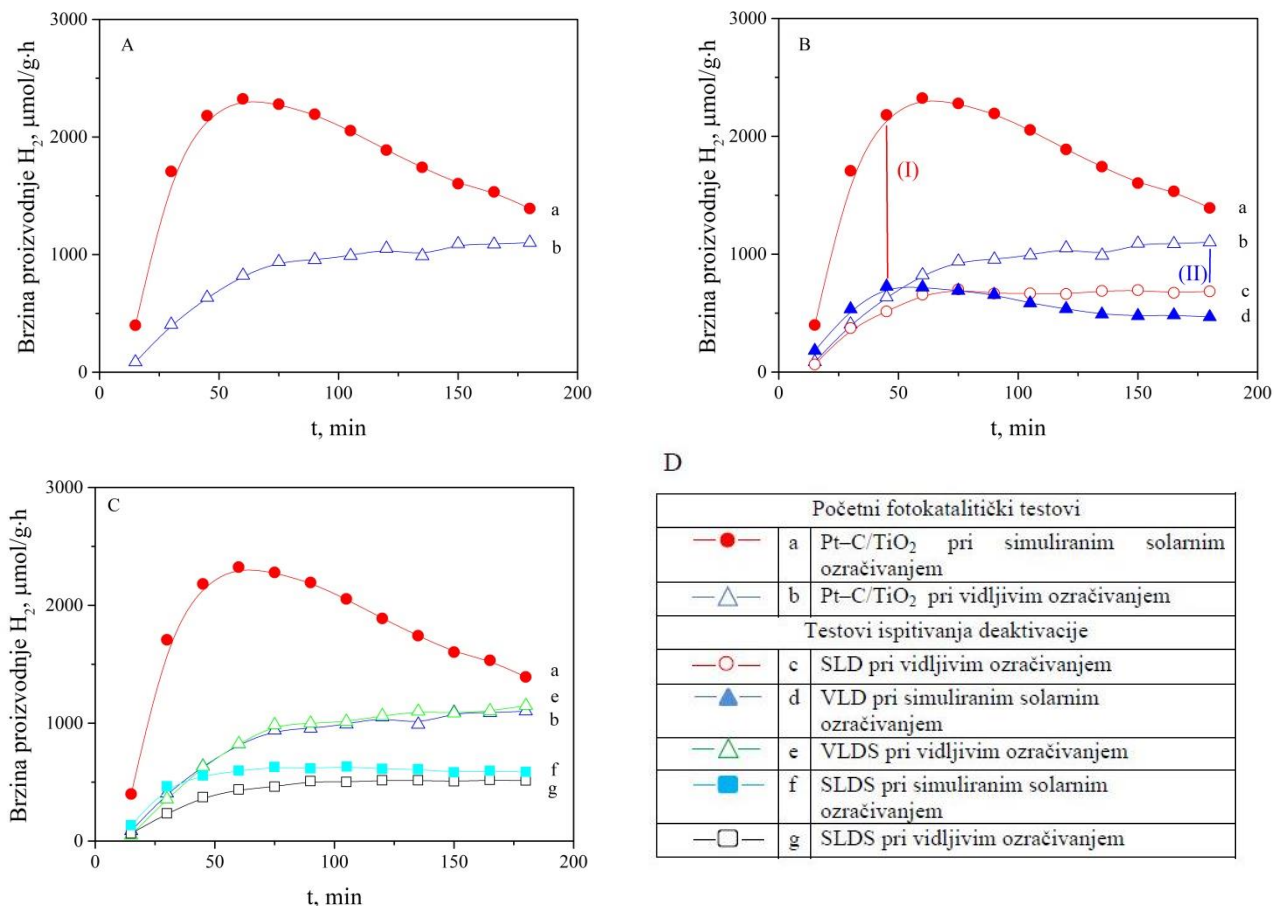 A
Brzina proizvodnje H₂, μmol/g·h
3000
2000
1000
0
a
b
0 50 100 150 200
t, min
B
Brzina proizvodnje H₂, μmol/g·h
3000
2000
1000
0
(I)
a
b
(II)
c
d
0 50 100 150 200
t, min
C
Brzina proizvodnje H₂, μmol/g·h
3000
2000
1000
0
a
e
b
f
g
0 50 100 150 200
t, min
D
Početni fotokatalitički testovi
a Pt–C/TiO₂ pri simuliranim solarnim
ozračivanjem
b Pt–C/TiO₂ pri vidljivim ozračivanjem
Testovi ispitivanja deaktivacije
c SLD pri vidljivim ozračivanjem
d VLD pri simuliranim solarnim
ozračivanjem
e VLDS pri vidljivim ozračivanjem
f SLDS pri simuliranim solarnim
ozračivanjem
g SLDS pri vidljivim ozračivanjem